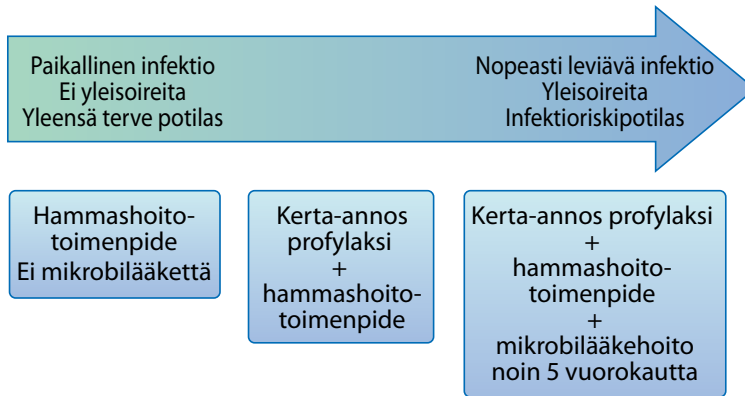 Paikallinen infektio
Ei yleisoireita
Yleensä terve potilas
Nopeasti leviävä infektio
Yleisoireita
Infektioriskipotilas
Hammashoito-
toimenpide
Ei mikrobilääkettä
Kerta-annos
profylaksi
+
hammashoito-
toimenpide
Kerta-annos profylaksi
+
hammashoito-
toimenpide
+
mikrobilääkehoito
noin 5 vuorokautta